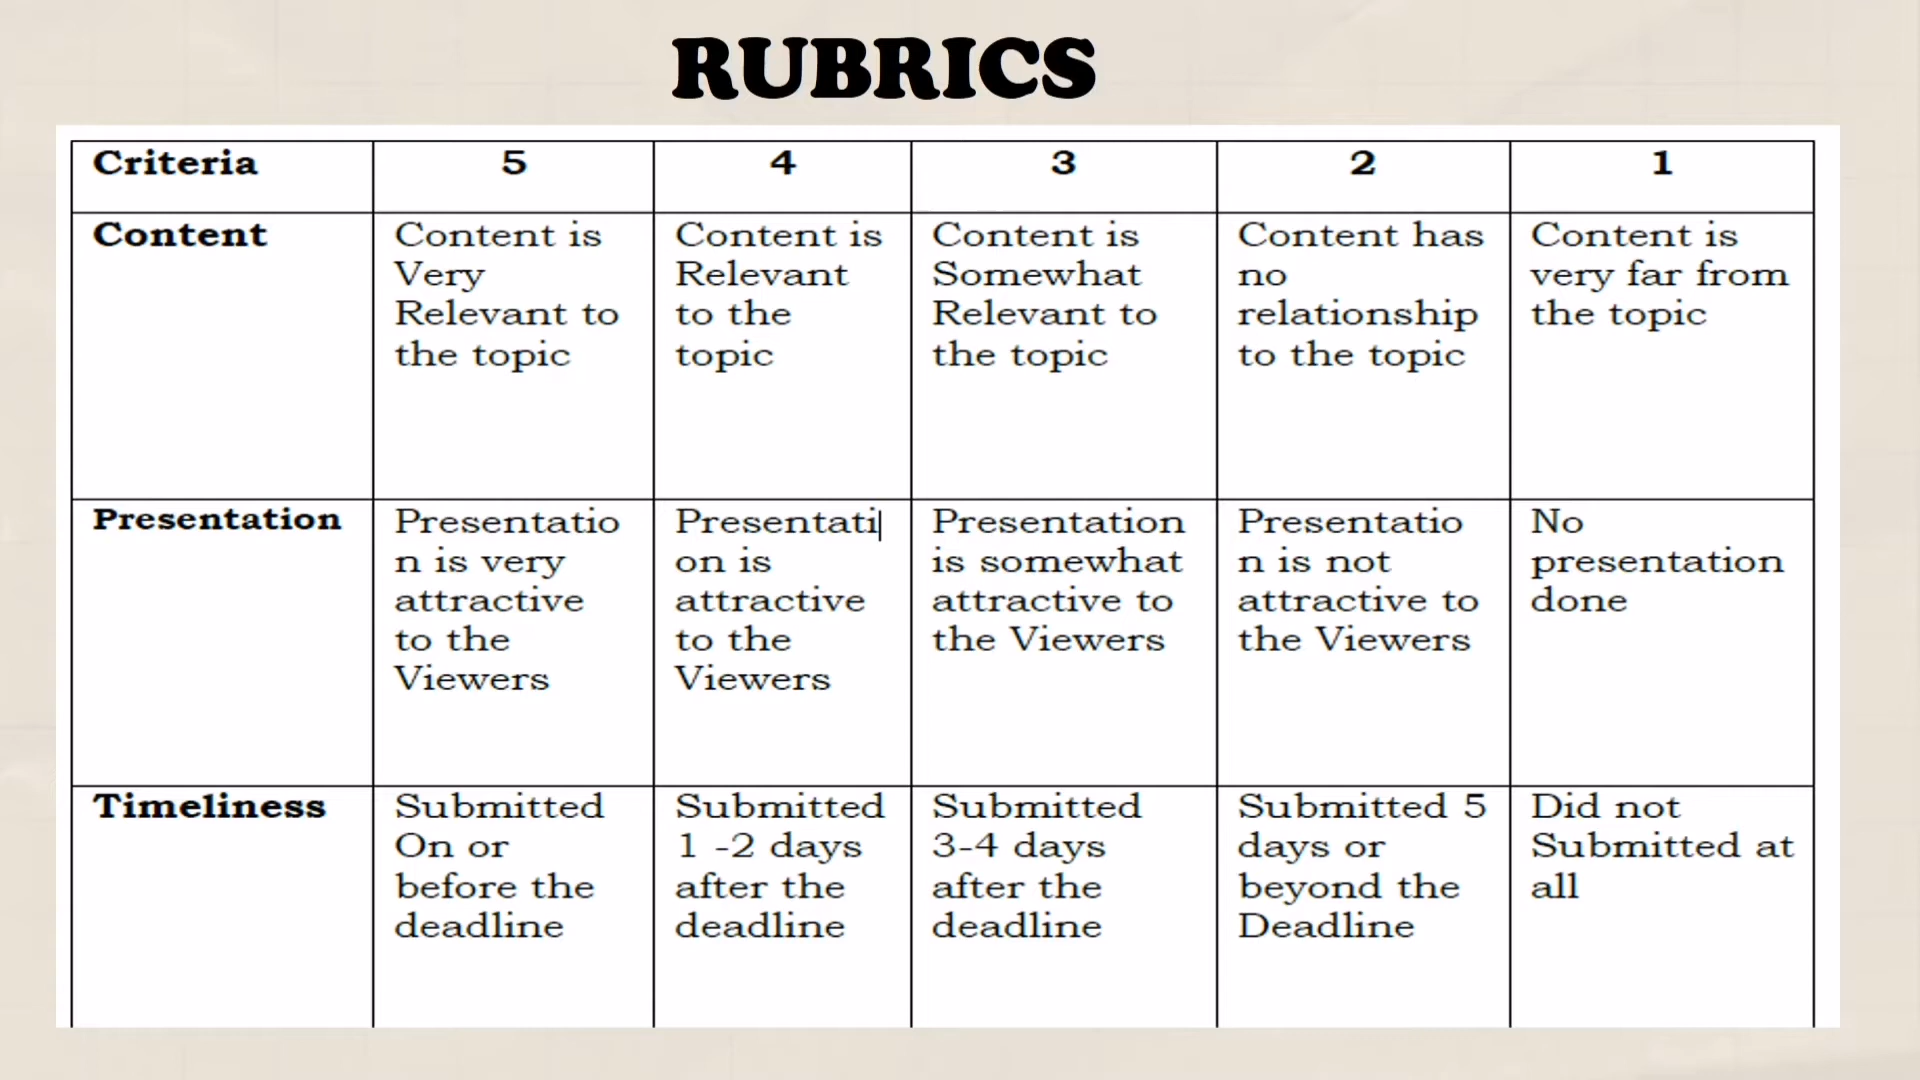 RUBRICS
Criteria
5
4
3
2
1
Content
Content is
Very
Relevant to
the topic
Content is
Relevant
to the
topic
Content is
Somewhat
Relevant to
the topic
Content has
no
relationship
to the topic
Content is
very far from
the topic
Presentation
Presentatio
n is very
attractive
to the
Viewers
Presentati
on is
attractive
to the
Viewers
Presentation
is somewhat
attractive to
the Viewers
Presentatio
n is not
attractive to
the Viewers
No
presentation
done
Timeliness
Submitted
On or
before the
deadline
Submitted
1 -2 days
after the
deadline
Submitted
3-4 days
after the
deadline
Submitted 5
days or
beyond the
Deadline
Did not
Submitted at
all